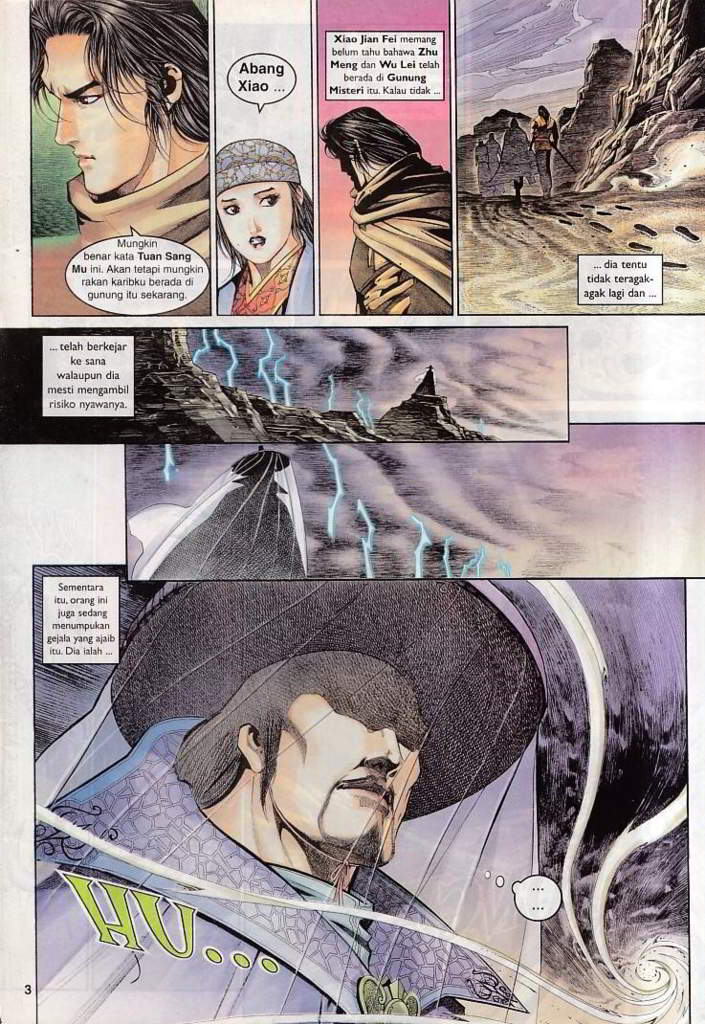 Mungkin
benar kata Tuan Sang
Mu ini. Akan tetapi mungkin
rakan karibku berada di
gunung itu sekarang.
Abang
Xiao ...
Xiao Jian Fei memang
belum tahu bahawa Zhu
Meng dan Wu Lei telah
berada di Gunung
Misteri itu. Kalau tidak ...
... dia tentu
tidak teragak-
agak lagi dan ...
... telah berkejar
ke sana
walaupun dia
mesti mengambil
risiko nyawanya.
Sementara
itu, orang ini
juga sedang
menumpukan
gejala yang ajaib
itu. Dia ialah ...
...
...
HU...
3